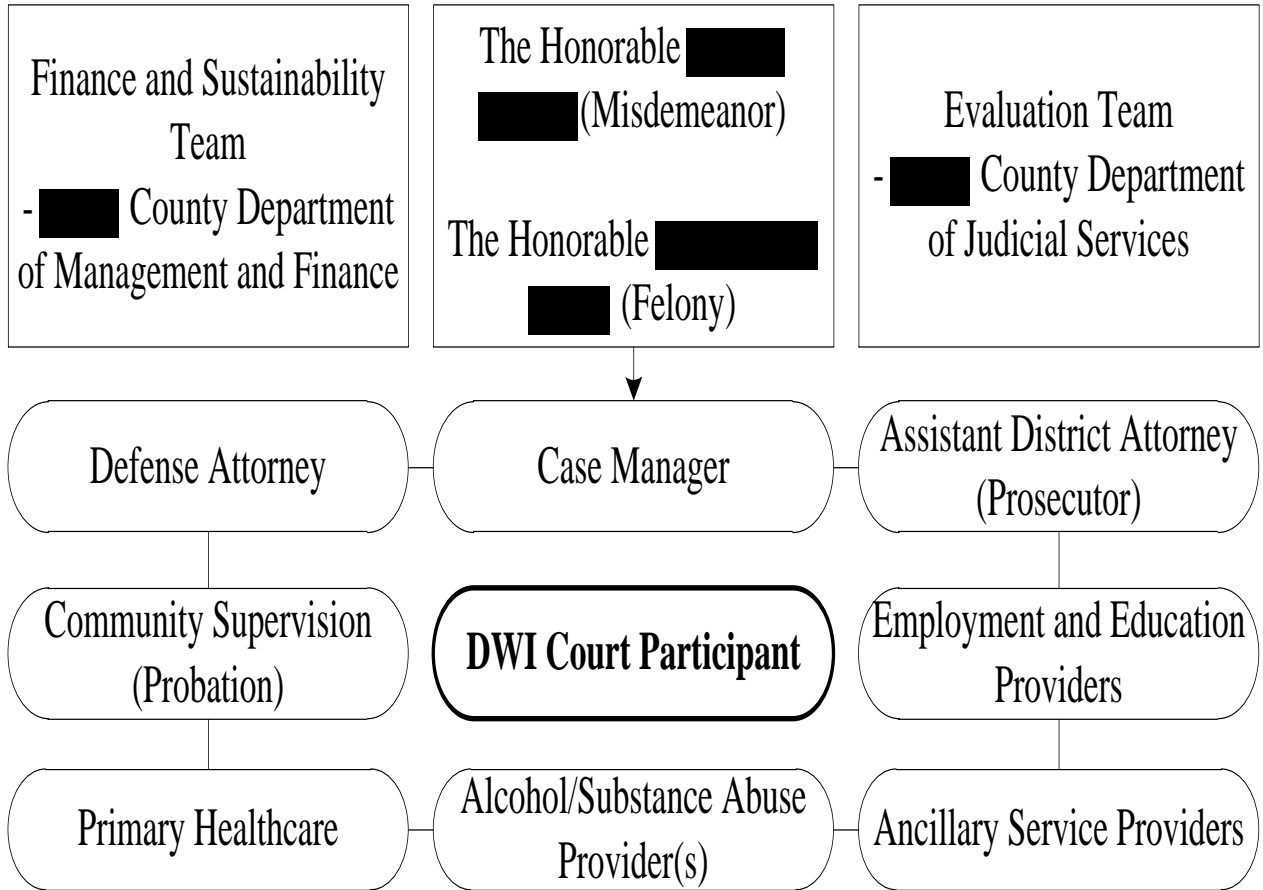 Finance and Sustainability
Team
- County Department
of Management and Finance
The Honorable
(Misdemeanor)
The Honorable
(Felony)
Evaluation Team
- County Department
of Judicial Services
Defense Attorney
Case Manager
Assistant District Attorney
(Prosecutor)
Community Supervision
(Probation)
DWI Court Participant
Employment and Education
Providers
Primary Healthcare
Alcohol/Substance Abuse
Provider(s)
Ancillary Service Providers